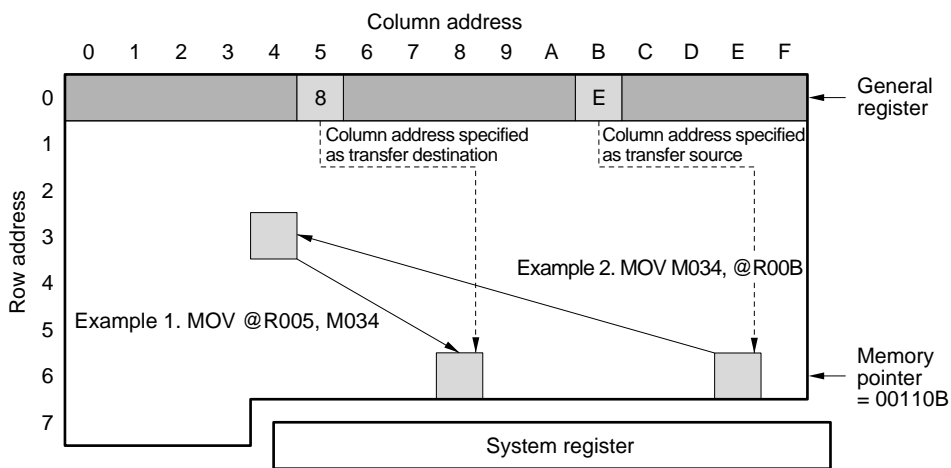 Column address
0 1 2 3 4 5 6 7 8 9 A B C D E F
0
8
E
General
register
Column address specified
as transfer destination
Column address specified
as transfer source
1
2
3
4
5
6
7
Row address
Example 2. MOV M034, @R00B
Example 1. MOV @R005, M034
Memory
pointer
= 00110B
System register